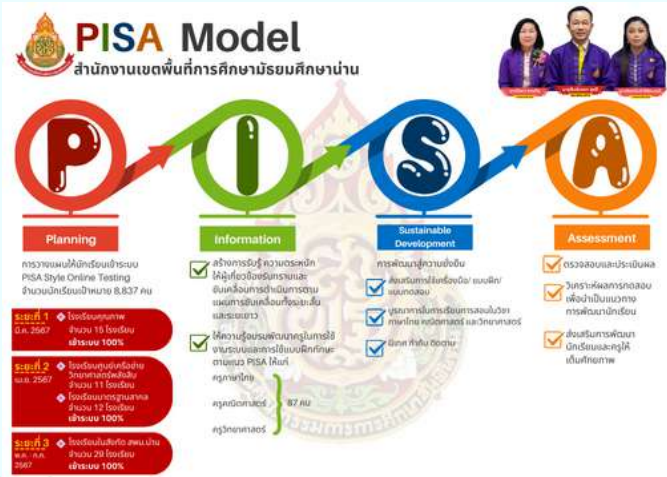 PISA Model
สำนักงานเขตพื้นที่การศึกษามัธยมศึกษาน่าน
P
I
S
A
Planning
การวางแผนให้นักเรียนเข้าระบบ
PISA Style Online Testing
จำนวนนักเรียนเป้าหมาย 8,837 คน
ระยะที่ 1
มี.ค. 2567
โรงเรียนคุณภาพ
จำนวน 15 โรงเรียน
เข้าระบบ 100%
ระยะที่ 2
เม.ย. 2567
โรงเรียนศูนย์เครือข่าย
วิทยาศาสตร์พลังสิบ
จำนวน 11 โรงเรียน
โรงเรียนมาตรฐานสากล
จำนวน 12 โรงเรียน
เข้าระบบ 100%
ระยะที่ 3
พ.ค. - ก.ค.
2567
โรงเรียนในสังกัด สพม.น่าน
จำนวน 29 โรงเรียน
เข้าระบบ 100%
Information
สร้างการรับรู้ ความตระหนัก
ให้ผู้เกี่ยวข้องรับทราบและ
ขับเคลื่อนการดำเนินการตาม
แผนการขับเคลื่อนทั้งระยะสั้น
และระยะยาว
ให้ความรู้อบรมพัฒนาครูในการใช้
งานระบบและการใช้แบบฝึกทักษะ
ตามแนว PISA ให้แก่
ครูภาษาไทย
ครูคณิตศาสตร์
ครูวิทยาศาสตร์
87 คน
Sustainable
Development
การพัฒนาสู่ความยั่งยืน
ส่งเสริมการใช้เครื่องมือ/ แบบฝึก/
แบบทดสอบ
บูรณาการในการเรียนการสอนในวิชา
ภาษาไทย คณิตศาสตร์ และวิทยาศาสตร์
นิเทศ กำกับ ติดตาม
Assessment
ตรวจสอบและประเมินผล
วิเคราะห์ผลการทดสอบ
เพื่อนำเป็นแนวทาง
การพัฒนานักเรียน
ส่งเสริมการพัฒนา
นักเรียนและครูให้
เต็มศักยภาพ